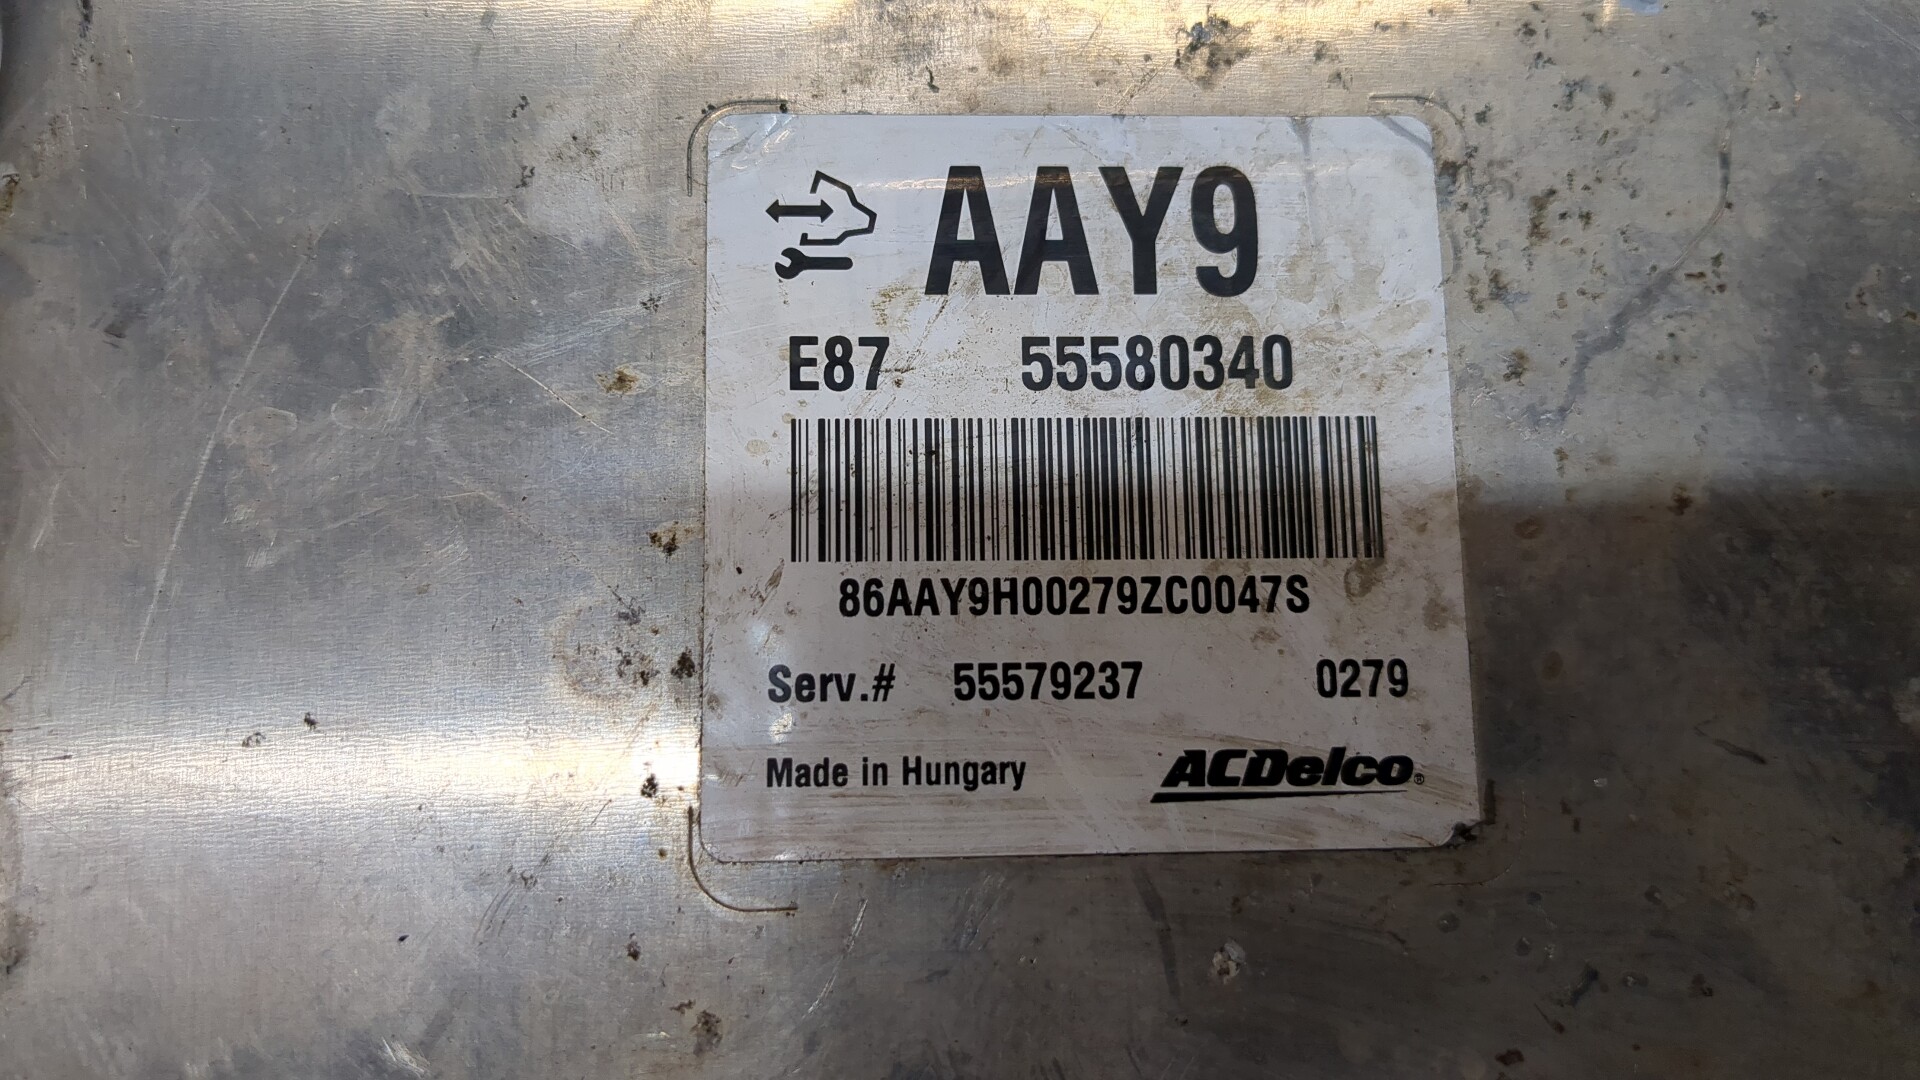 AAY9
E87 55580340
86AAY9H00279ZC0047S
Serv.# 55579237 0279
Made in Hungary ACDelco®